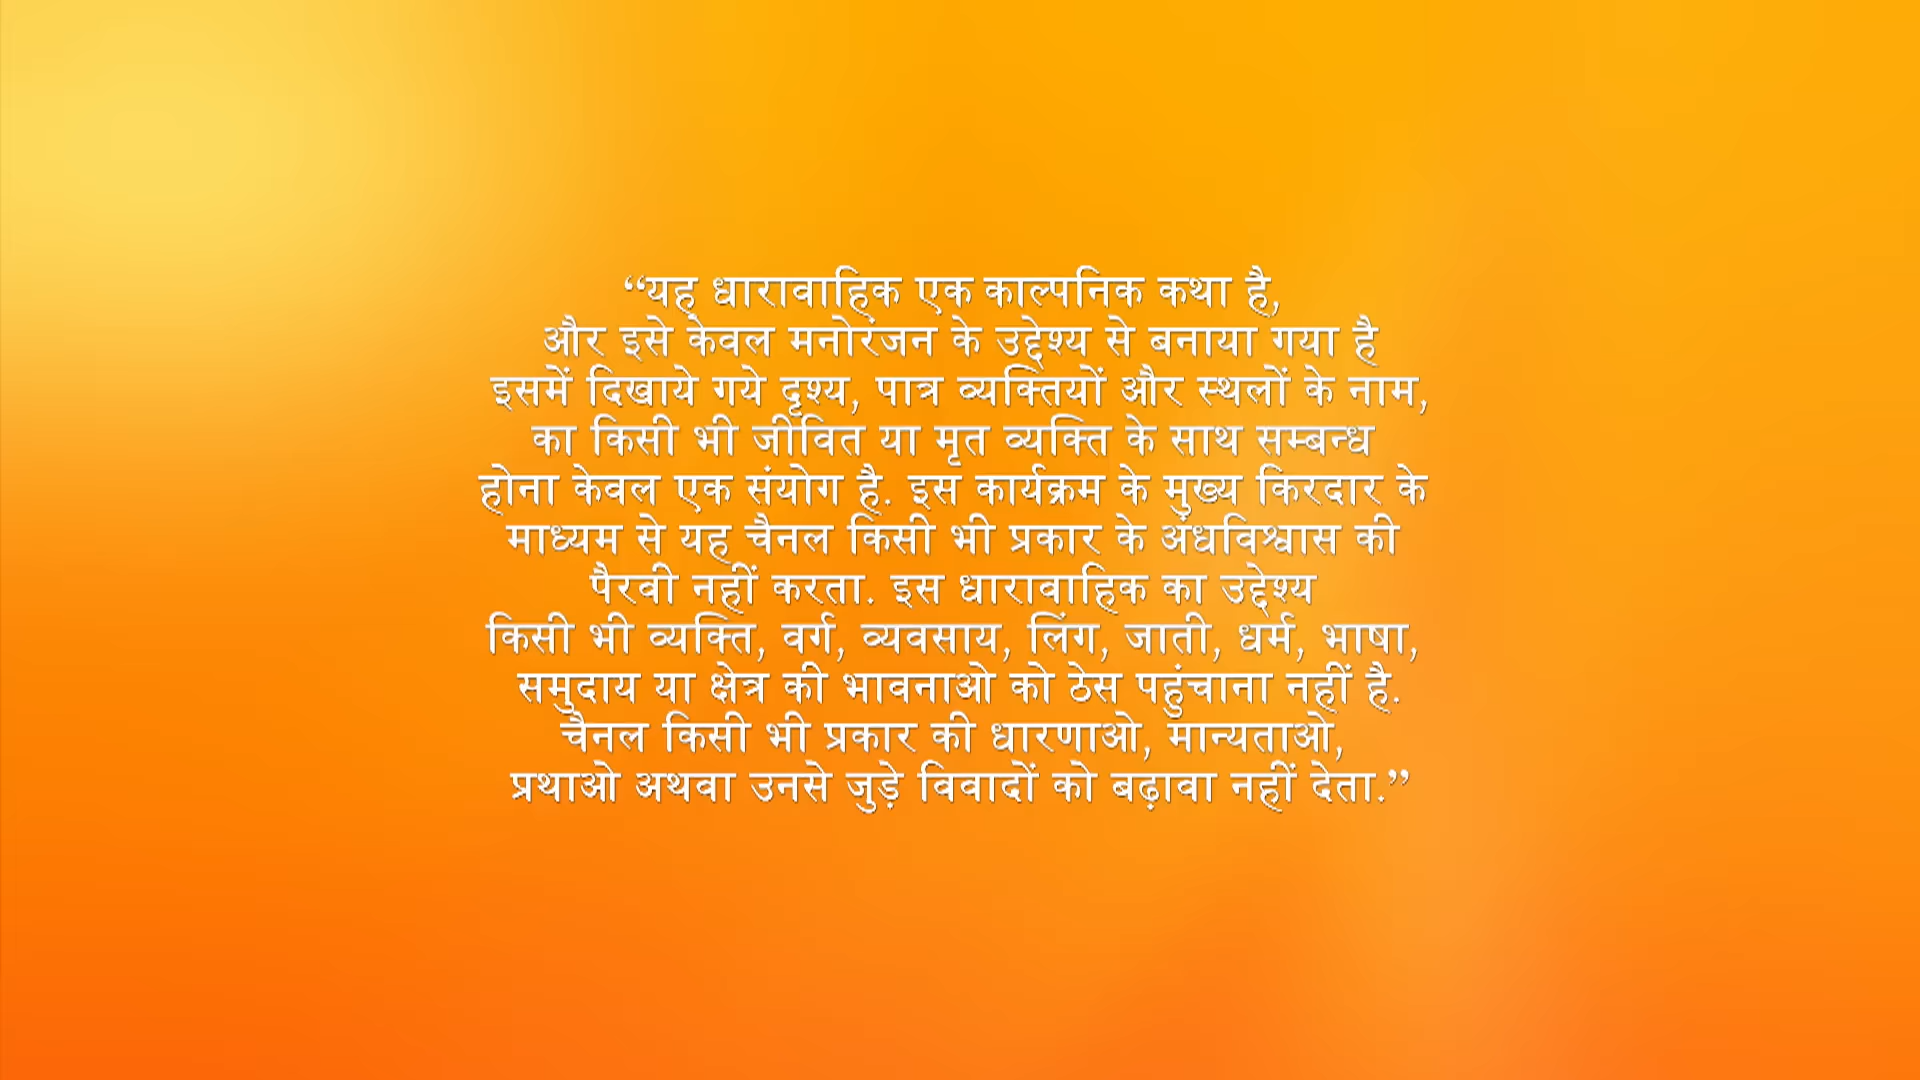 “यह धारावाहिक एक काल्पनिक कथा है,
और इसे केवल मनोरंजन के उद्देश्य से बनाया गया है
इसमें दिखाये गये दृश्य, पात्र व्यक्तियों और स्थलों के नाम,
का किसी भी जीवित या मृत व्यक्ति के साथ सम्बन्ध
होना केवल एक संयोग है. इस कार्यक्रम के मुख्य किरदार के
माध्यम से यह चैनल किसी भी प्रकार के अंधविश्वास की
पैरवी नहीं करता. इस धारावाहिक का उद्देश्य
किसी भी व्यक्ति, वर्ग, व्यवसाय, लिंग, जाती, धर्म, भाषा,
समुदाय या क्षेत्र की भावनाओ को ठेस पहुंचाना नहीं है.
चैनल किसी भी प्रकार की धारणाओ, मान्यताओ,
प्रथाओ अथवा उनसे जुड़े विवादों को बढ़ावा नहीं देता.”